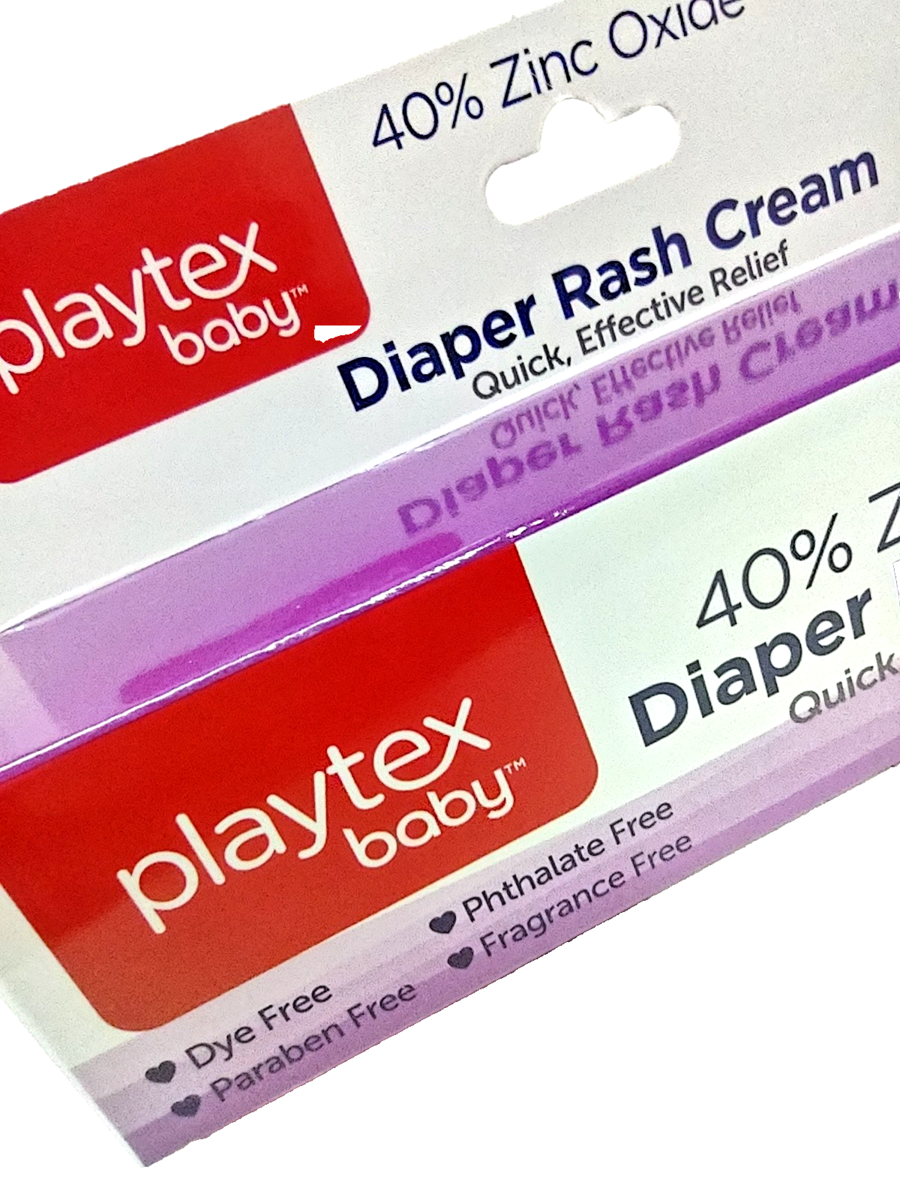 40% Zinc Oxide
playtex
baby™
Diaper Rash Cream
Quick, Effective Relief
Quick, Effective Relief
Diaper Rash Cream
40%
Diaper
Quick
playtex
baby™
Phthalate Free
Fragrance Free
Dye Free
Paraben Free